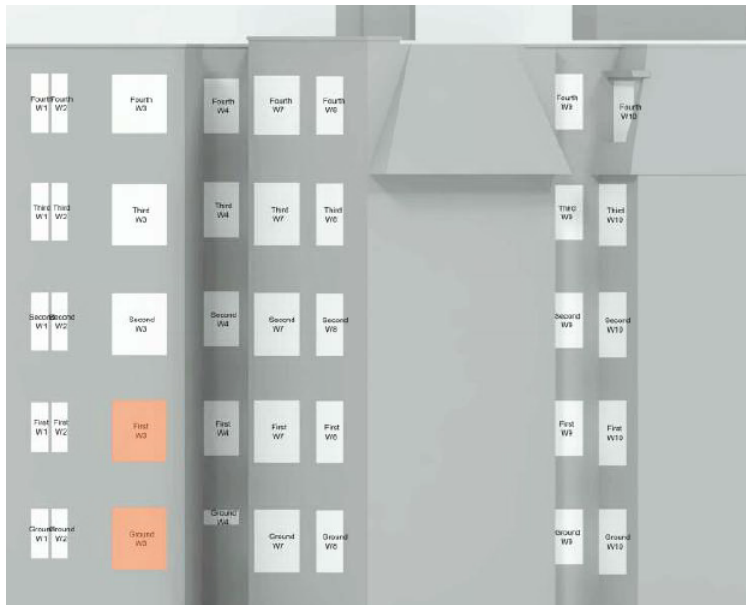 Fourth W1
Fourth W2
Fourth W3
Fourth W4
Fourth W7
Fourth W8
Fourth W9
Fourth W10
Third W1
Third W2
Third W3
Third W4
Third W7
Third W8
Third W9
Third W10
Second W1
Second W2
Second W3
Second W4
Second W7
Second W8
Second W9
Second W10
First W1
First W2
First W3
First W4
First W7
First W8
First W9
First W10
Ground W1
Ground W2
Ground W3
Ground W4
Ground W7
Ground W8
Ground W9
Ground W10